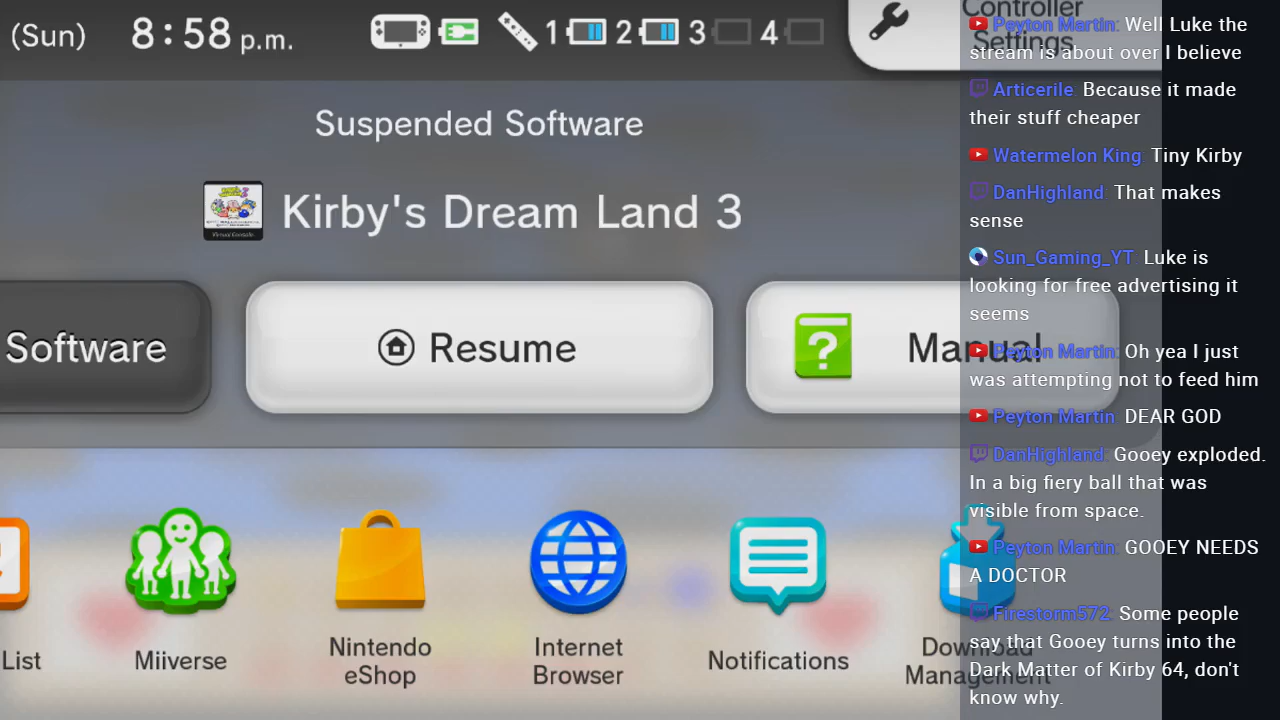 (Sun) 8:58 p.m. 1 2 3 4
Controller
Settings
Suspended Software
Kirby's Dream Land 3
Virtual Console
Software
Resume
Manual
List
Miiverse
Nintendo
eShop
Internet
Browser
Notifications
Download
Management
Peyton Martin: Well Luke the
stream is about over I believe
Articerile: Because it made
their stuff cheaper
Watermelon King: Tiny Kirby
DanHighland: That makes
sense
Sun_Gaming_YT: Luke is
looking for free advertising it
seems
Peyton Martin: Oh yea I just
was attempting not to feed him
Peyton Martin: DEAR GOD
DanHighland: Gooey exploded.
In a big fiery ball that was
visible from space.
Peyton Martin: GOOEY NEEDS
A DOCTOR
Firestorm572: Some people
say that Gooey turns into the
Dark Matter of Kirby 64, don't
know why.